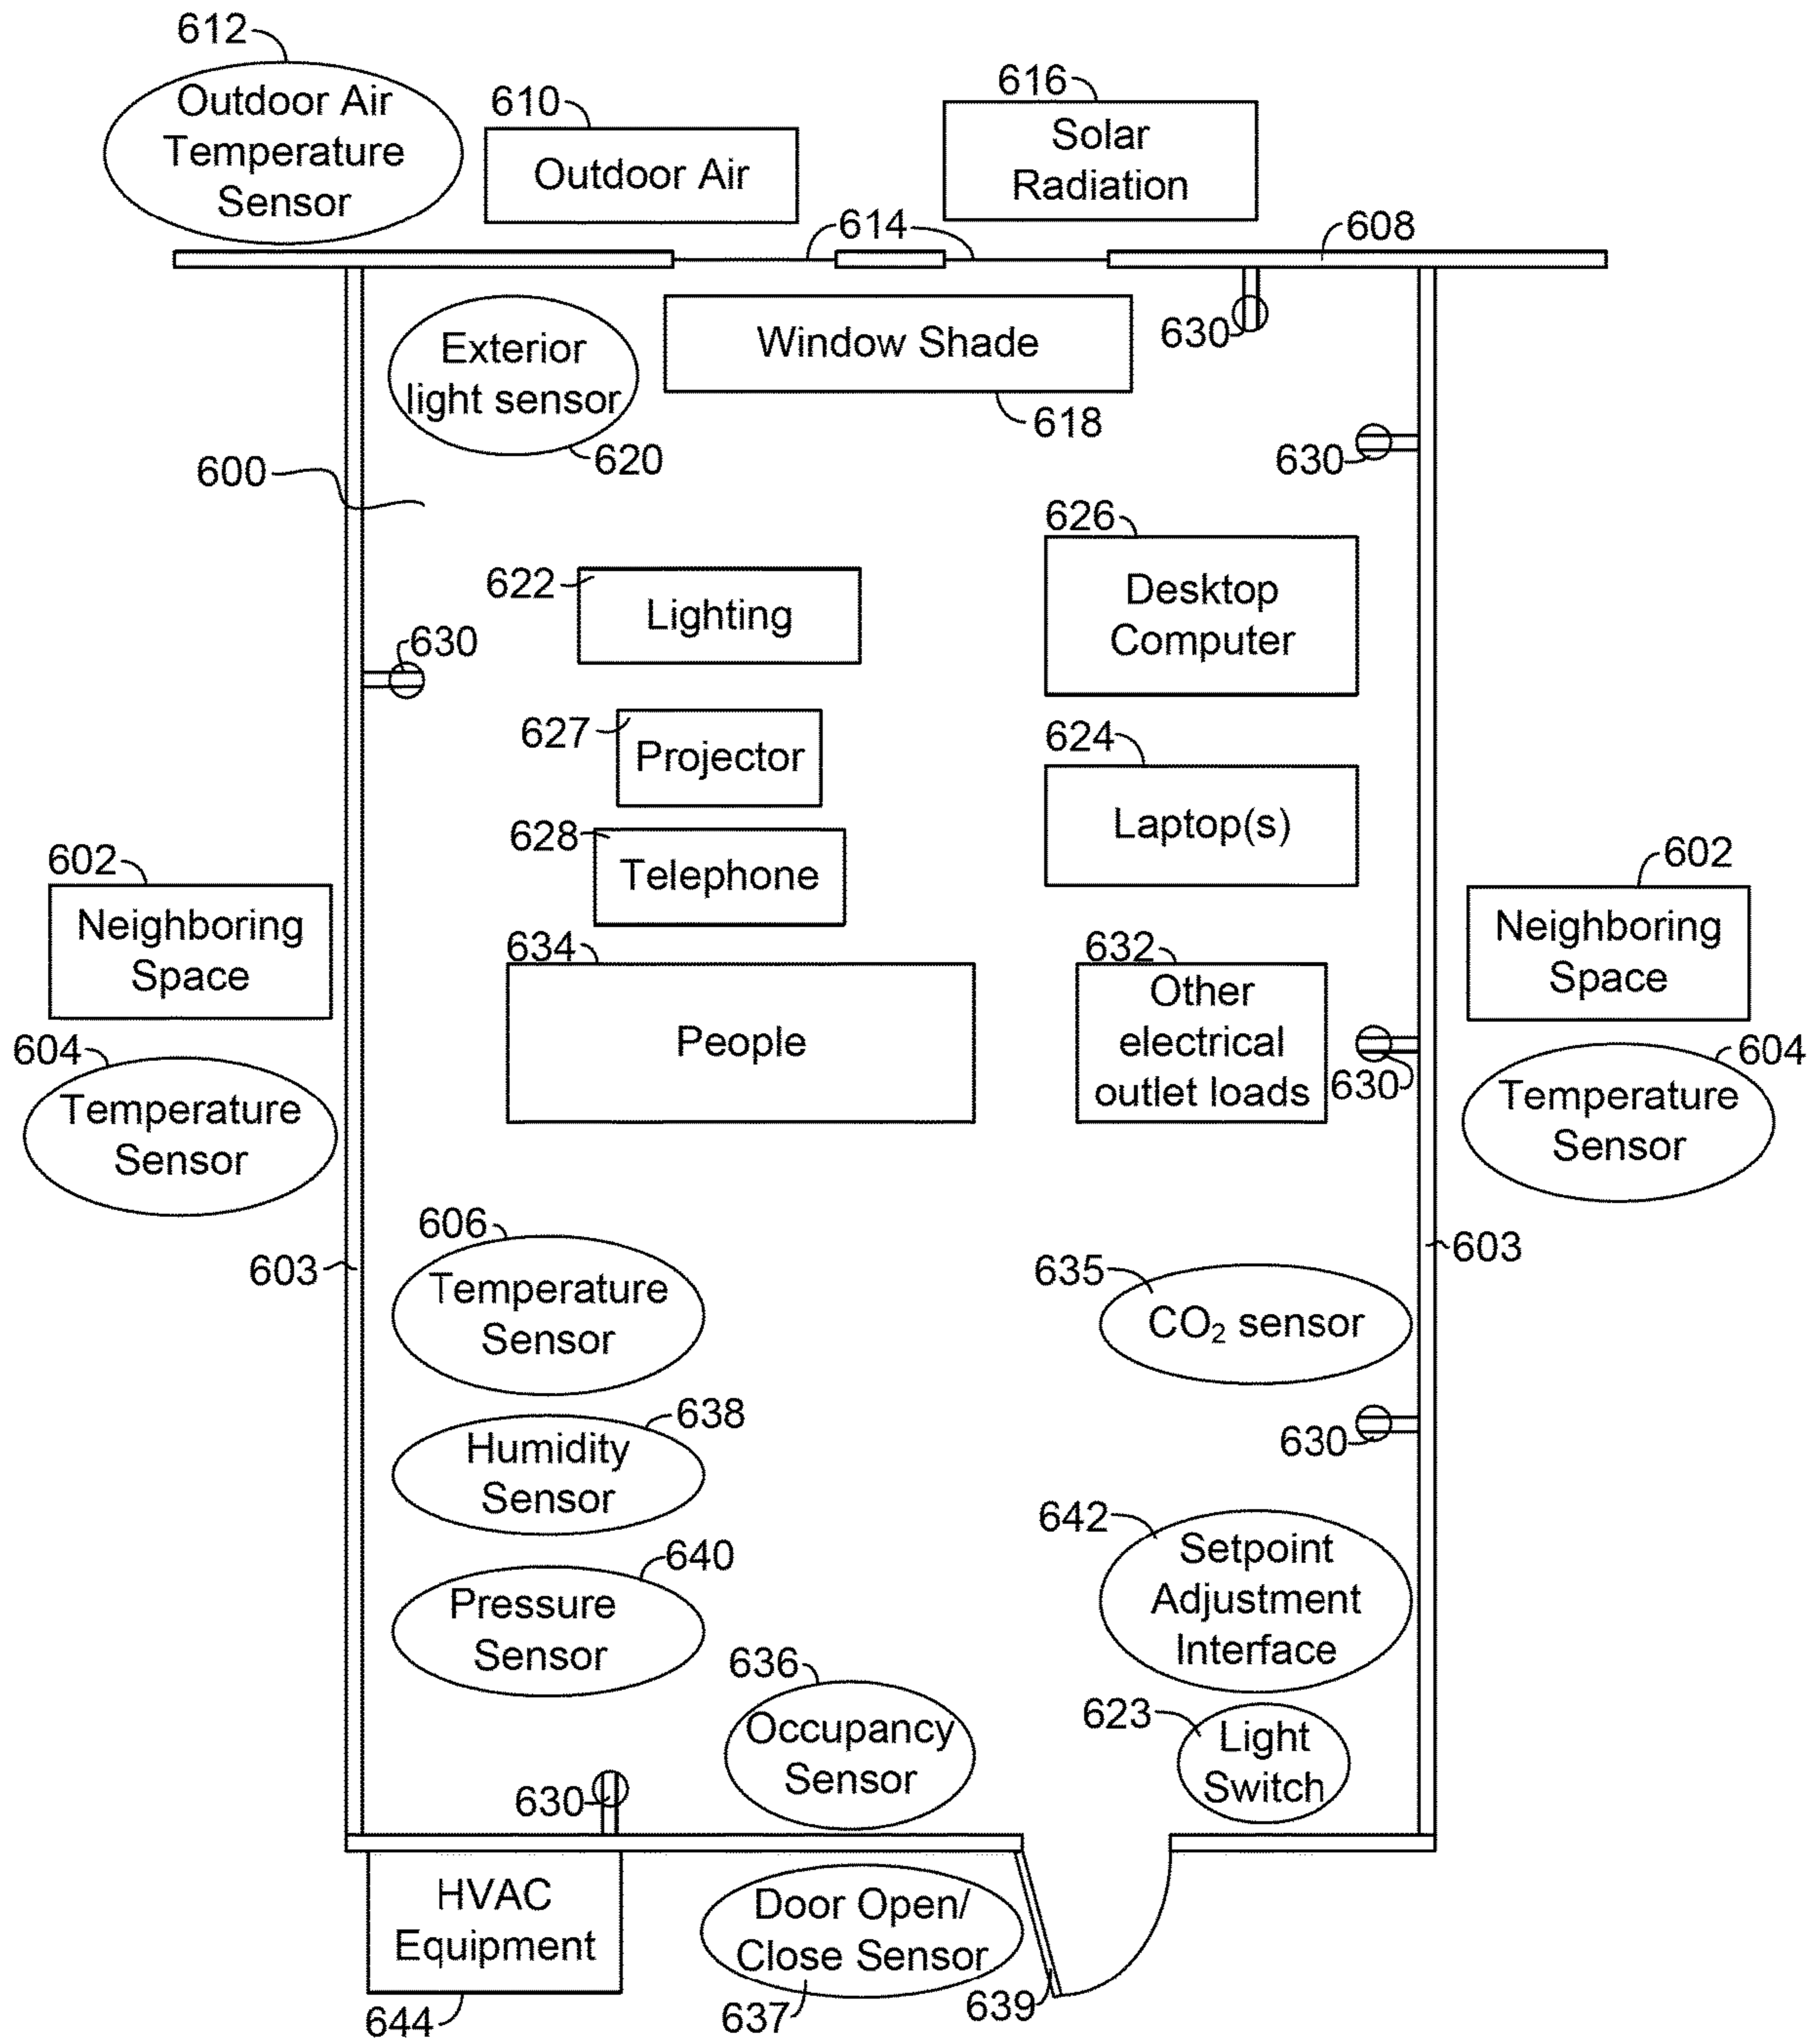 612
Outdoor Air
Temperature
Sensor
610
Outdoor Air
616
Solar
Radiation
614
608
Exterior
light sensor
620
Window Shade
618
630
630
600
622
Lighting
626
Desktop
Computer
630
627
Projector
624
Laptop(s)
628
Telephone
602
Neighboring
Space
602
Neighboring
Space
634
People
632
Other
electrical
outlet loads
630
604
Temperature
Sensor
604
Temperature
Sensor
606
Temperature
Sensor
603
603
635
CO₂ sensor
638
Humidity
Sensor
630
640
Pressure
Sensor
642
Setpoint
Adjustment
Interface
636
Occupancy
Sensor
623
Light
Switch
630
HVAC
Equipment
644
Door Open/
Close Sensor
637
639